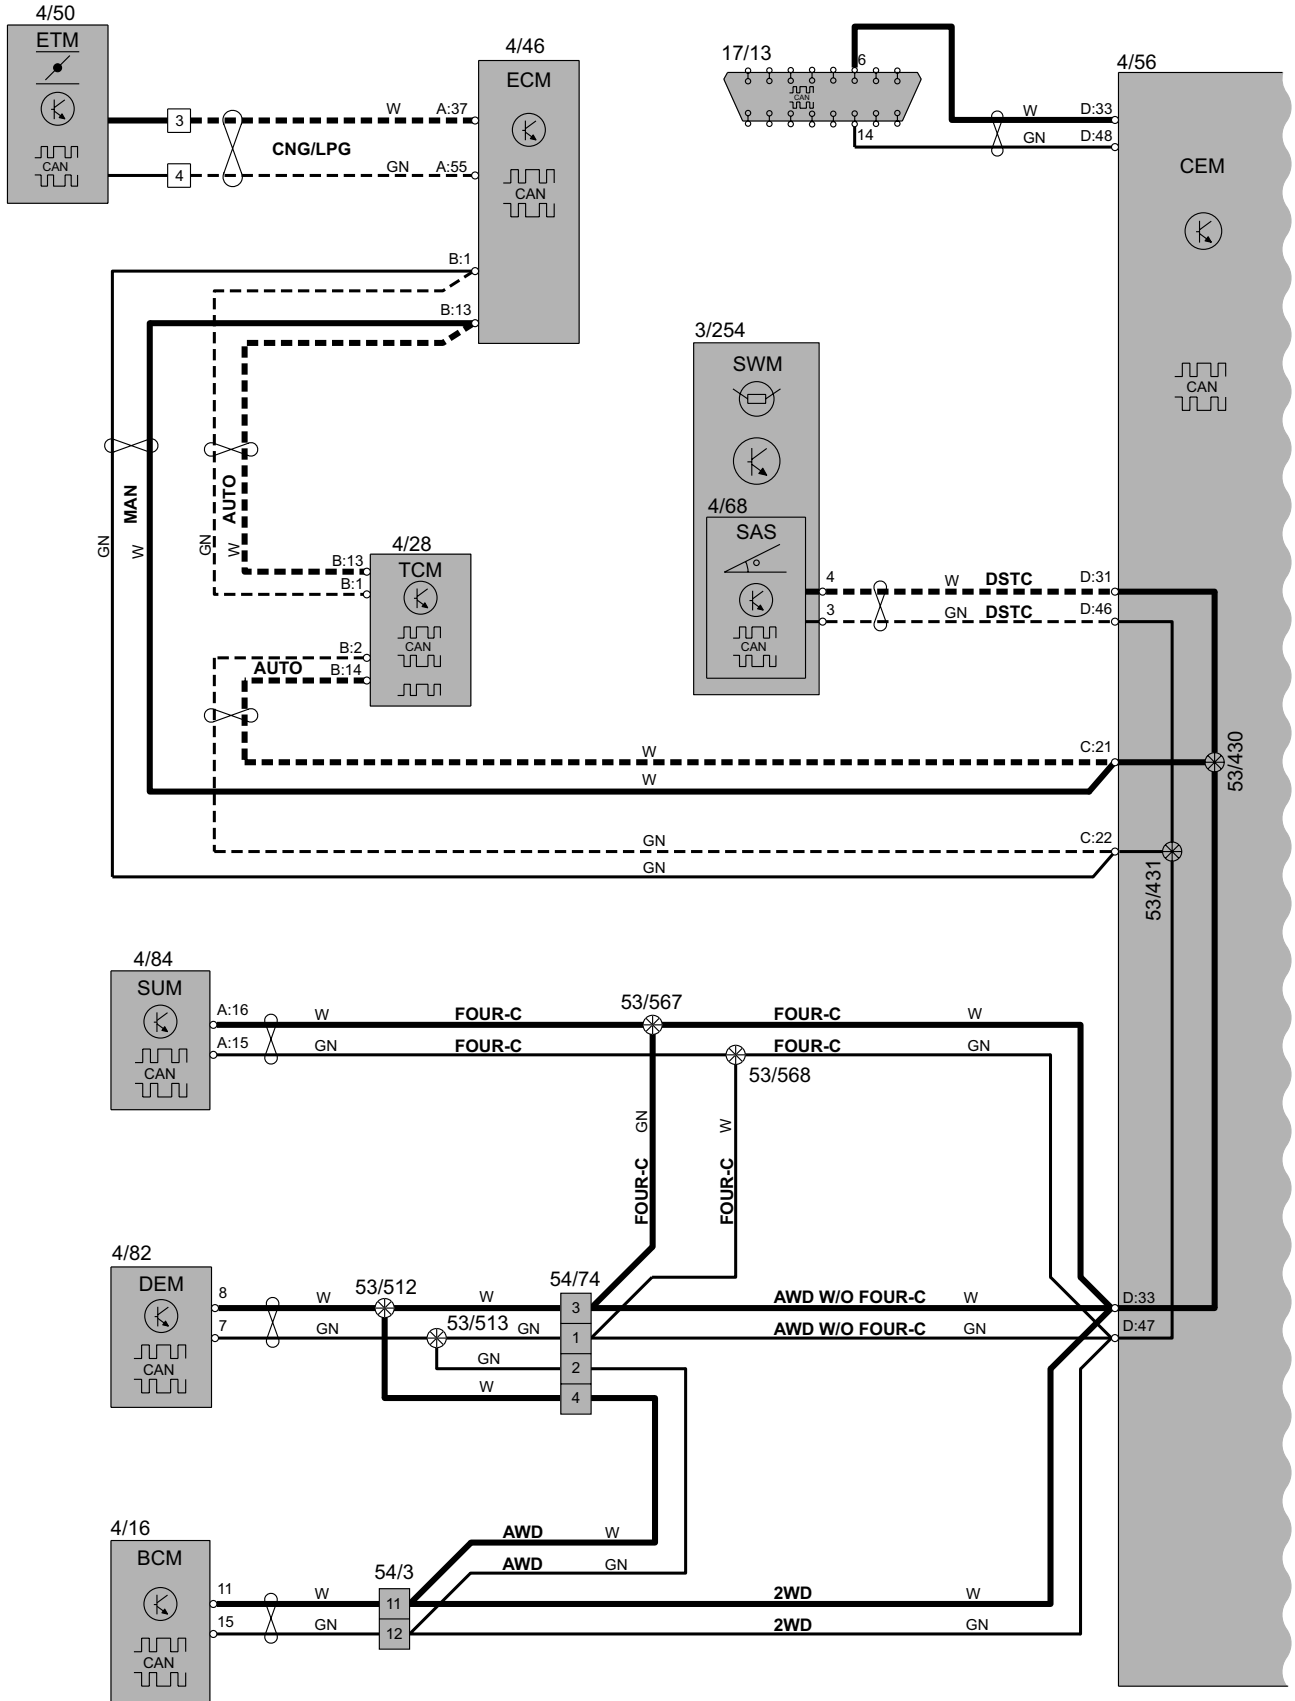 4/50
ETM
CAN
3
4
W
A:37
CNG/LPG
GN
A:55
4/46
ECM
CAN
B:1
B:13
17/13
6
CAN
14
W
D:33
GN
D:48
4/56
CEM
CAN
MAN
AUTO
GN
W
GN
W
4/28
B:13
TCM
B:1
CAN
B:2
AUTO
B:14
3/254
SWM
4/68
SAS
CAN
4
W
DSTC
D:31
3
GN
DSTC
D:46
W
C:21
W
53/430
GN
C:22
GN
53/431
4/84
SUM
CAN
A:16
W
FOUR-C
53/567
FOUR-C
W
A:15
GN
FOUR-C
FOUR-C
GN
53/568
GN
W
FOUR-C
FOUR-C
4/82
DEM
CAN
8
W
53/512
W
54/74
3
AWD W/O FOUR-C
W
D:33
7
GN
53/513
GN
1
AWD W/O FOUR-C
GN
D:47
GN
2
W
4
4/16
BCM
CAN
AWD
W
AWD
GN
54/3
11
W
11
2WD
W
15
GN
12
2WD
GN